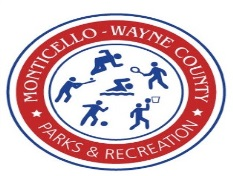 MONTICELLO - WAYNE COUNTY
PARKS & RECREATION